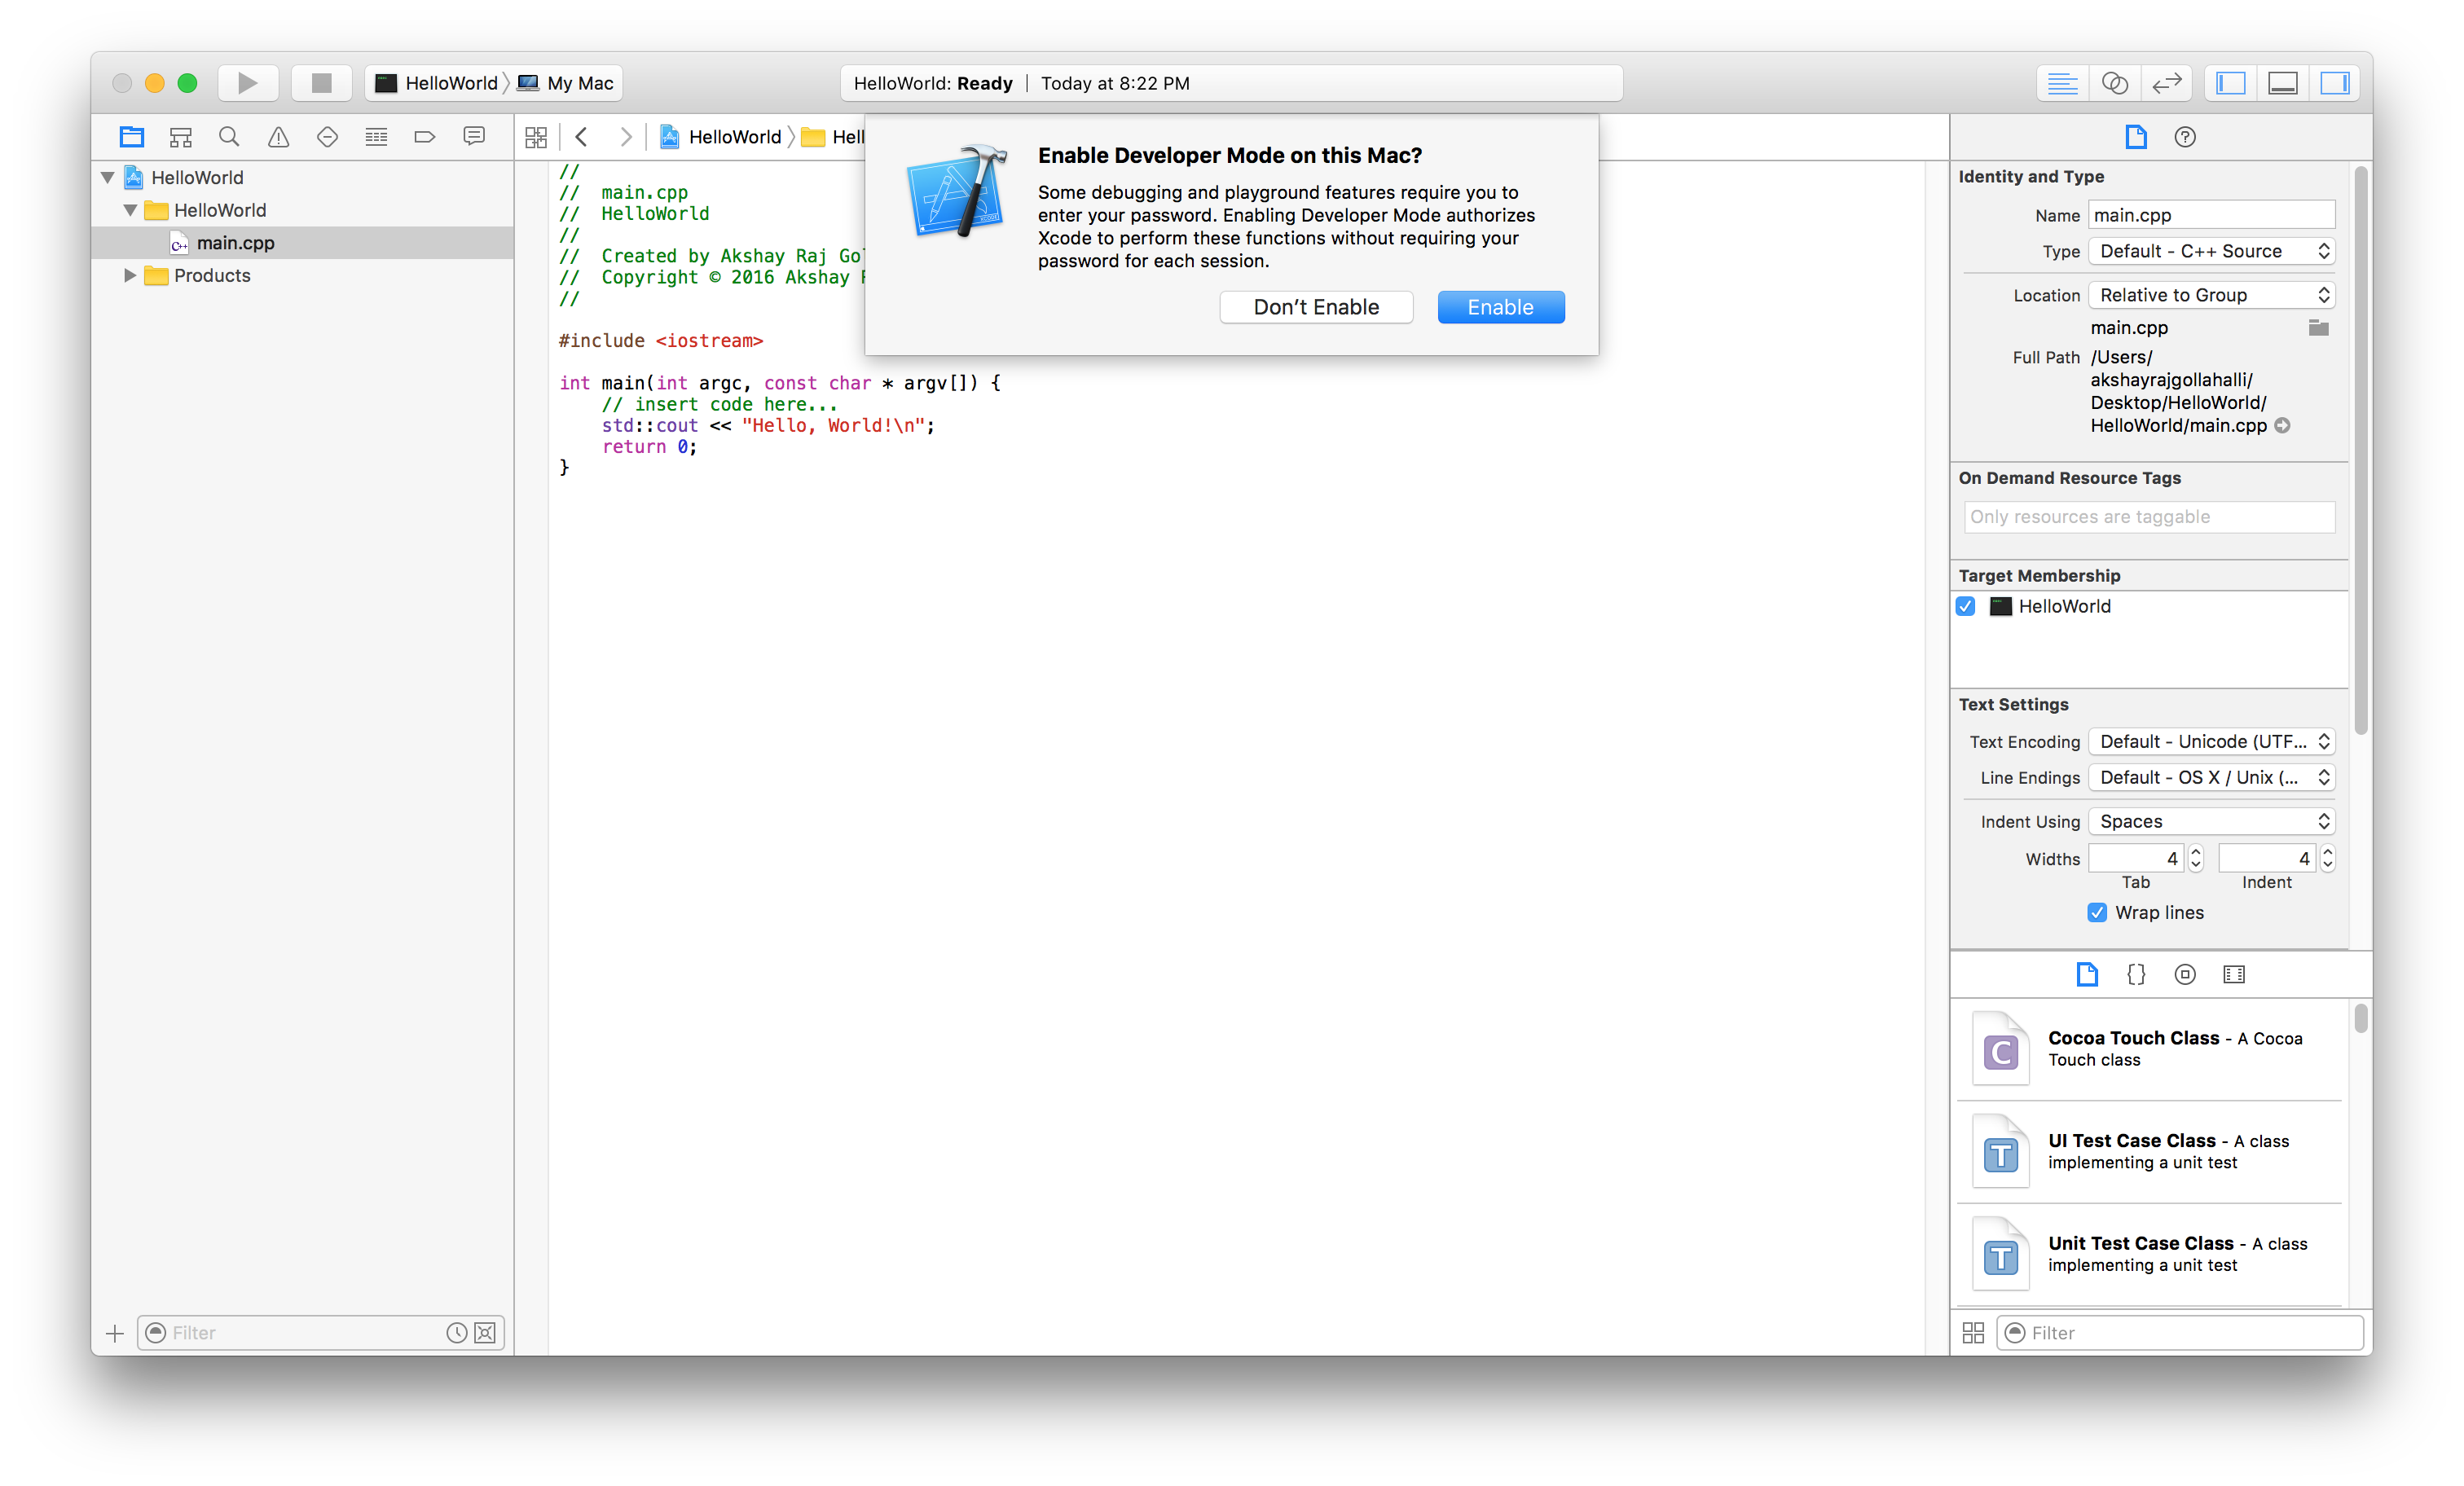 HelloWorld My Mac
HelloWorld: Ready | Today at 8:22 PM
HelloWorld
HelloWorld
main.cpp
Products
Filter
HelloWorld
//
//  main.cpp
//  HelloWorld
//
//  Created by Akshay Raj
//  Copyright © 2016 Akshay
//
#include <iostream>
int main(int argc, const char * argv[]) {
    // insert code here...
    std::cout << "Hello, World!\n";
    return 0;
}
Enable Developer Mode on this Mac?
Some debugging and playground features require you to
enter your password. Enabling Developer Mode authorizes
Xcode to perform these functions without requiring your
password for each session.
Don't Enable
Enable
Identity and Type
Name main.cpp
Type Default - C++ Source
Location Relative to Group
main.cpp
Full Path /Users/
akshayrajgollahalli/
Desktop/HelloWorld/
HelloWorld/main.cpp
On Demand Resource Tags
Only resources are taggable
Target Membership
HelloWorld
Text Settings
Text Encoding Default - Unicode (UTF...
Line Endings Default - OS X / Unix (...
Indent Using Spaces
Widths 4 4
Tab Indent
Wrap lines
{}
C
Cocoa Touch Class - A Cocoa
Touch class
T
UI Test Case Class - A class
implementing a unit test
T
Unit Test Case Class - A class
implementing a unit test
Filter